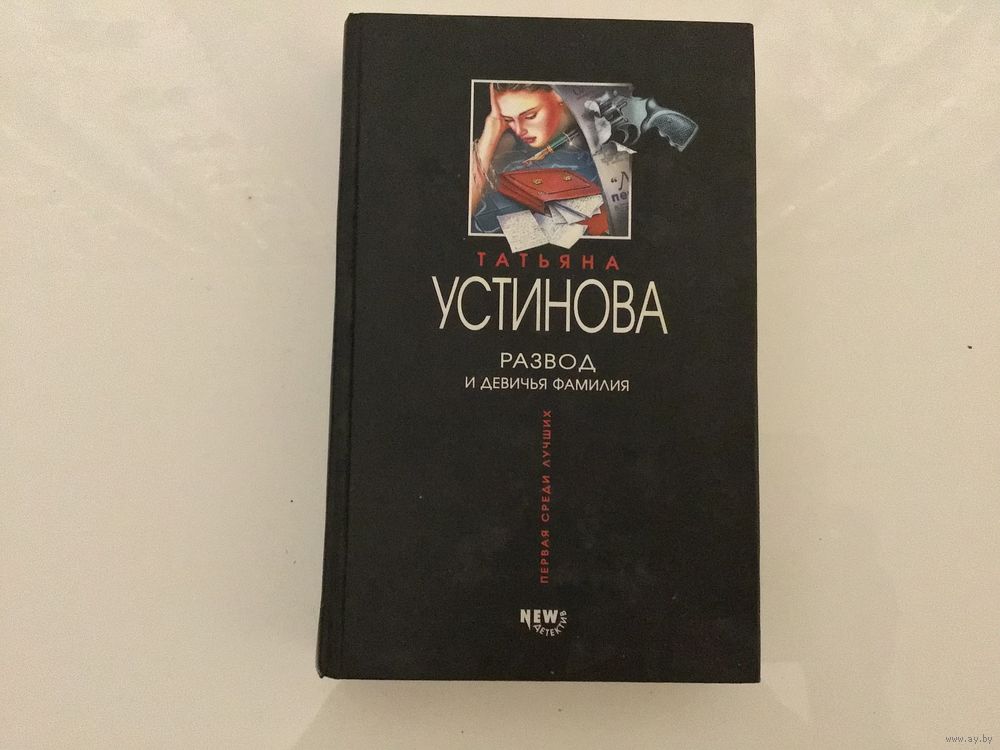 ТАТЬЯНА
УСТИНОВА
РАЗВОД
И ДЕВИЧЬЯ ФАМИЛИЯ
ПЕРВАЯ СРЕДИ ЛУЧШИХ
NEW
ДЕТЕКТИВ
www.ay.by